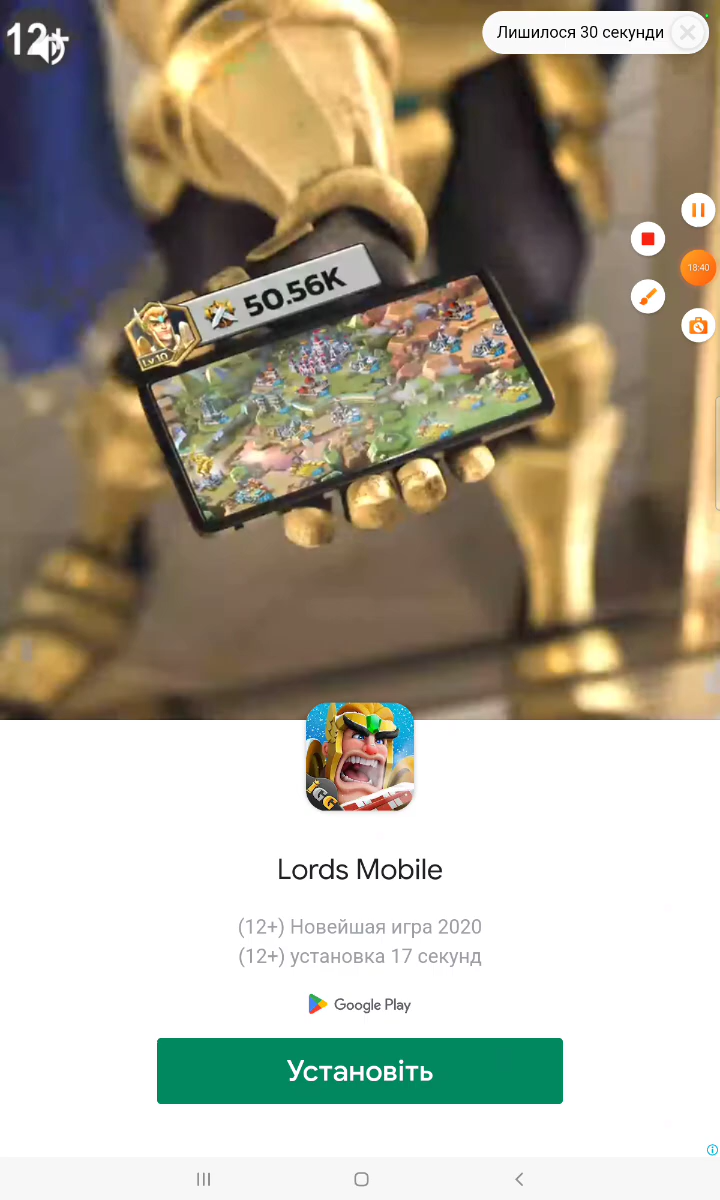 12+
Лишилося 30 секунди
18:40
50.56K
Lv.10
IGG
Lords Mobile
(12+) Новейшая игра 2020
(12+) установка 17 секунд
Google Play
Установіть